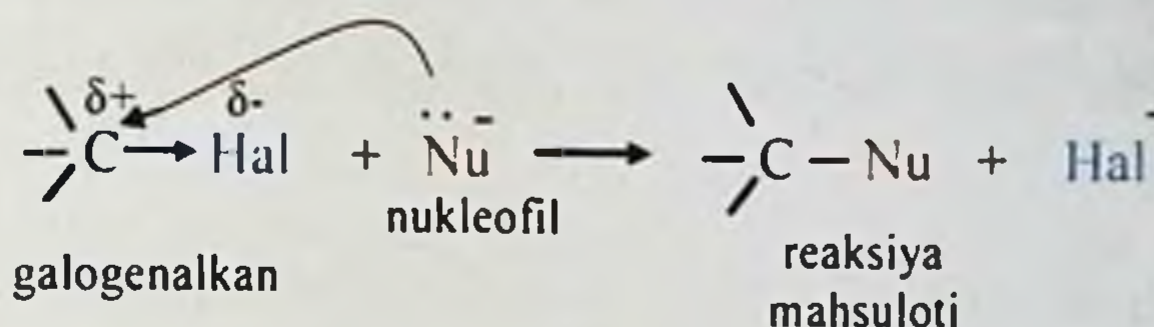 δ+ δ-
C Hal + Nu - C - Nu + Hal -
nukleofil
galogenalkan
reaksiya
mahsuloti